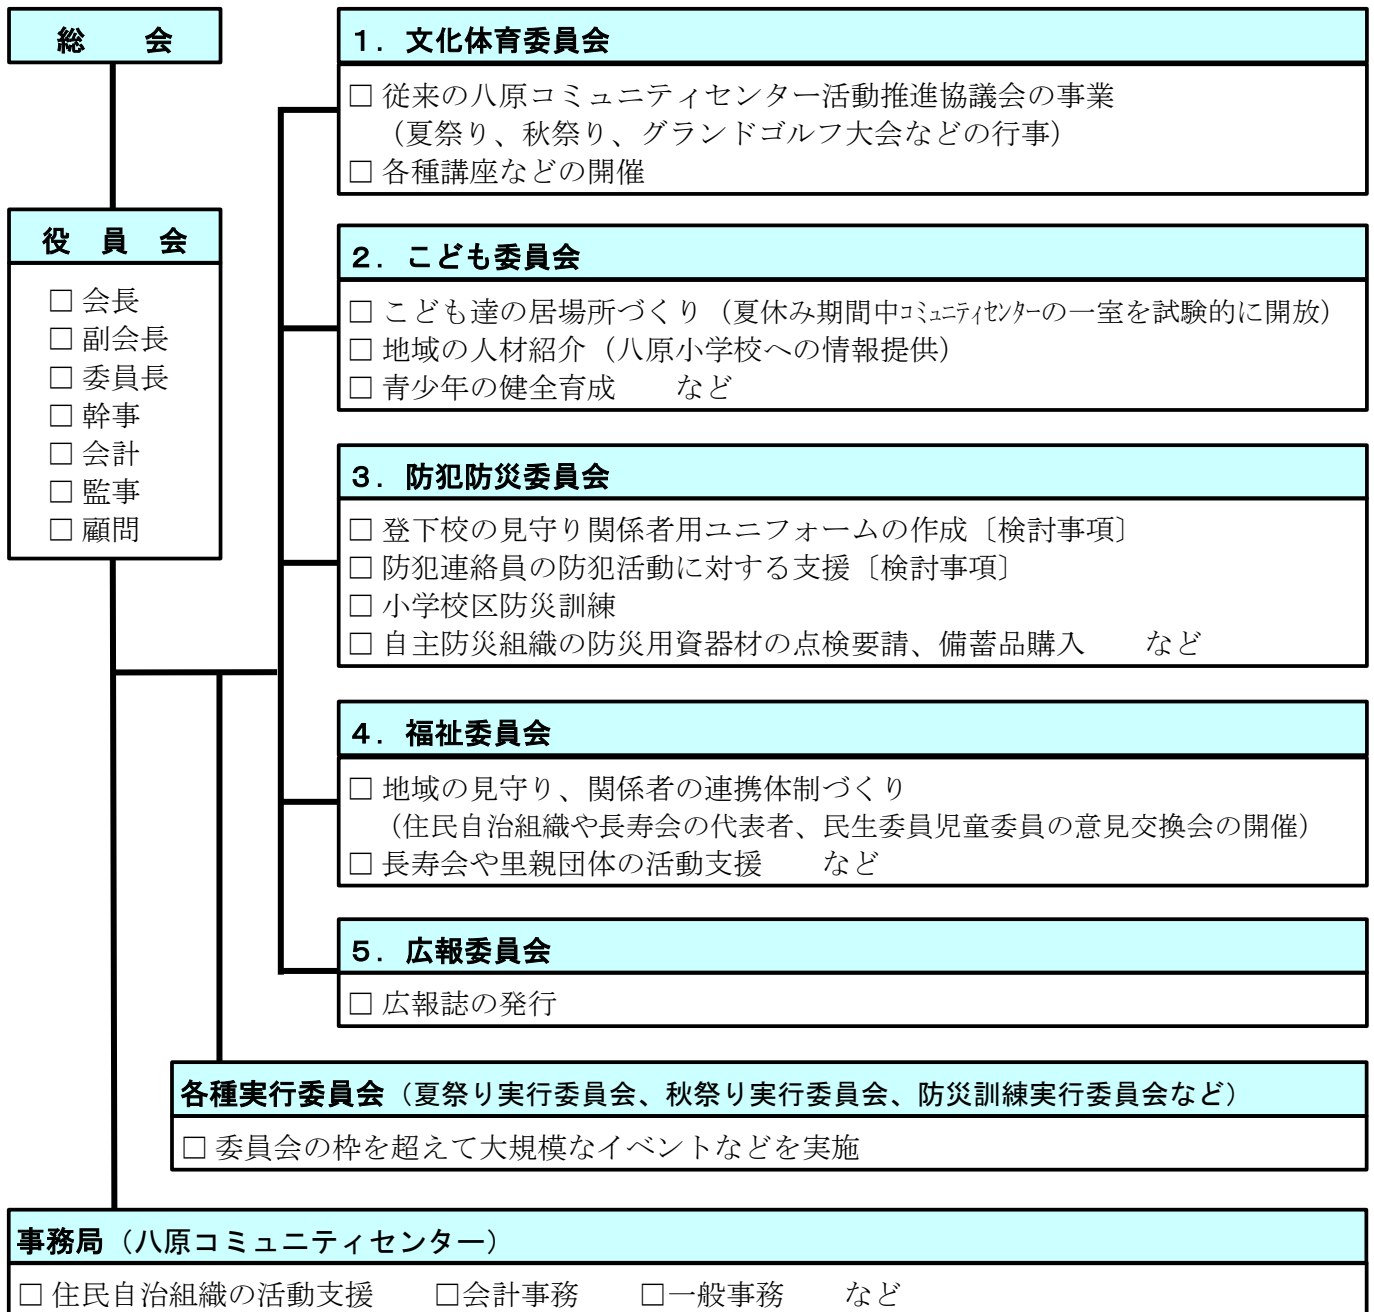 総　会
役　員　会
□ 会長
□ 副会長
□ 委員長
□ 幹事
□ 会計
□ 監事
□ 顧問
１．文化体育委員会
□ 従来の八原コミュニティセンター活動推進協議会の事業
（夏祭り、秋祭り、グランドゴルフ大会などの行事）
□ 各種講座などの開催
２．こども委員会
□ こども達の居場所づくり（夏休み期間中ｺﾐｭﾆﾃｨｾﾝﾀｰの一室を試験的に開放）
□ 地域の人材紹介（八原小学校への情報提供）
□ 青少年の健全育成　　など
３．防犯防災委員会
□ 登下校の見守り関係者用ユニフォームの作成〔検討事項〕
□ 防犯連絡員の防犯活動に対する支援〔検討事項〕
□ 小学校区防災訓練
□ 自主防災組織の防災用資器材の点検要請、備蓄品購入　　など
４．福祉委員会
□ 地域の見守り、関係者の連携体制づくり
（住民自治組織や長寿会の代表者、民生委員児童委員の意見交換会の開催）
□ 長寿会や里親団体の活動支援　　など
５．広報委員会
□ 広報誌の発行
各種実行委員会（夏祭り実行委員会、秋祭り実行委員会、防災訓練実行委員会など）
□ 委員会の枠を超えて大規模なイベントなどを実施
事務局（八原コミュニティセンター）
□ 住民自治組織の活動支援　　□会計事務　　□一般事務　　など